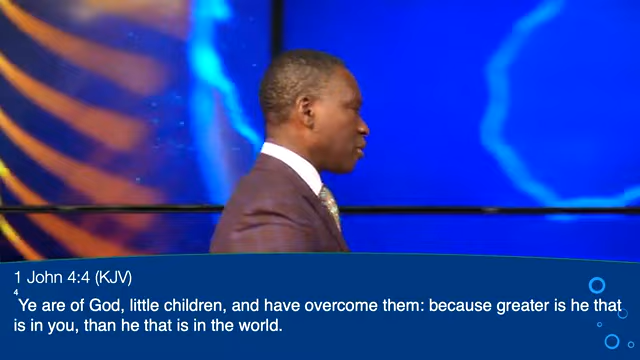 1 John 4:4 (KJV)
4
Ye are of God, little children, and have overcome them: because greater is he that
is in you, than he that is in the world.